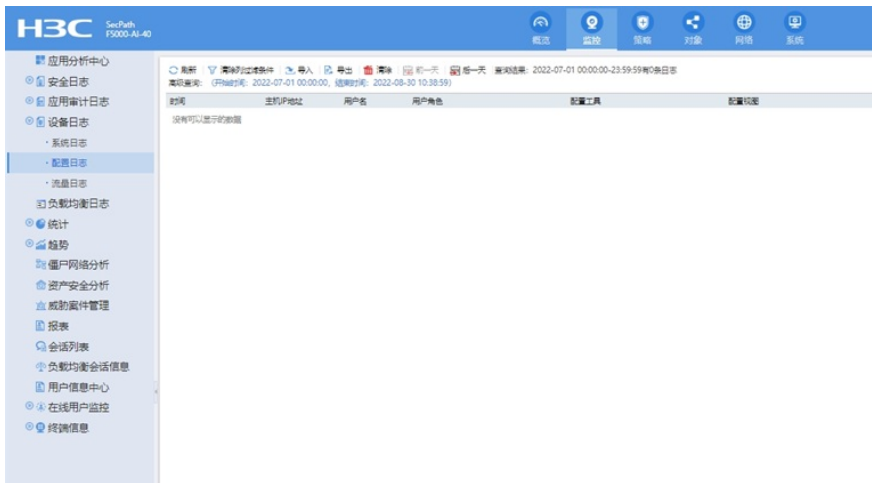 H3C SecPath F5000-AI-40
概览 监控 策略 对象 网络 系统
应用分析中心
安全日志
应用审计日志
设备日志
· 系统日志
· 配置日志
· 流量日志
负载均衡日志
统计
趋势
僵尸网络分析
资产安全分析
威胁案件管理
报表
会话列表
负载均衡会话信息
用户信息中心
在线用户监控
终端信息
刷新 清除列过滤条件 导入 导出 清除 前一天 后一天 查询结果: 2022-07-01 00:00:00-23:59:59有0条日志
高级查询: (开始时间: 2022-07-01 00:00:00, 结束时间: 2022-08-30 10:38:59)
时间 主机IP地址 用户名 用户角色 配置工具 配置视图
没有可以显示的数据